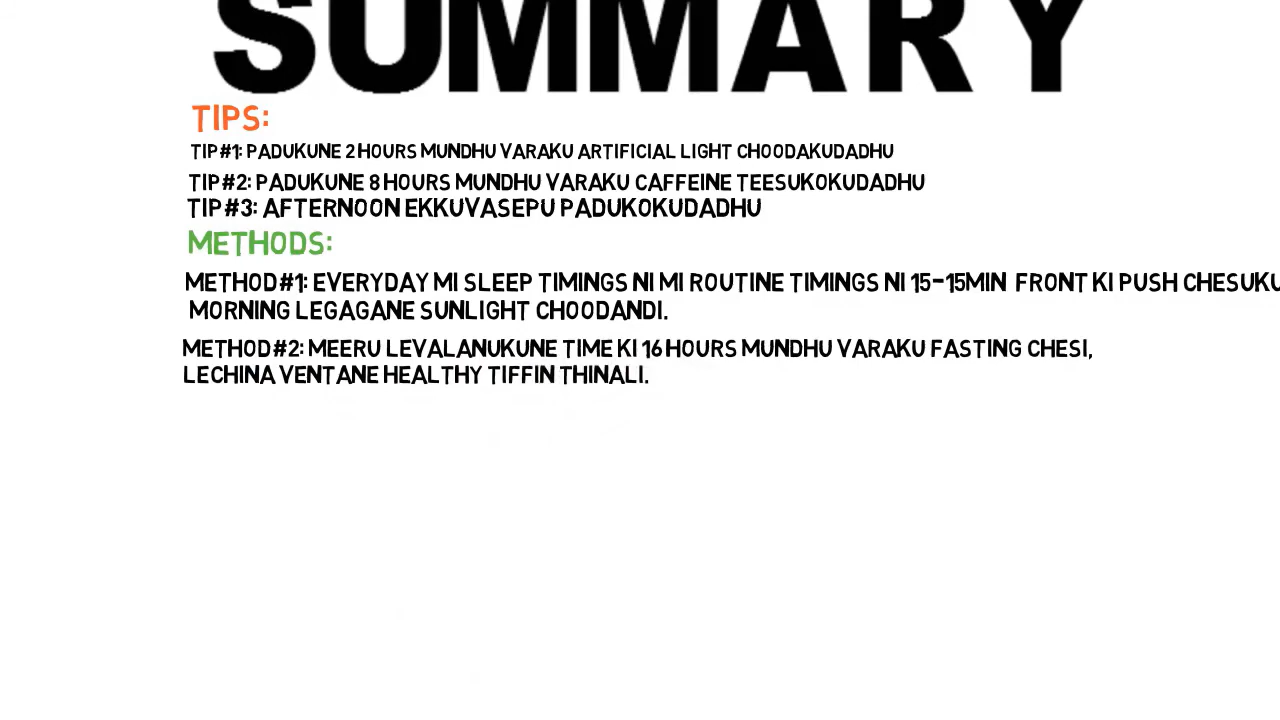 SUMMARY
TIPS:
TIP#1: PADUKUNE 2 HOURS MUNDHU VARAKU ARTIFICIAL LIGHT CHOODAKUDADHU
TIP#2: PADUKUNE 8 HOURS MUNDHU VARAKU CAFFEINE TEESUKOKUDADHU
TIP#3: AFTERNOON EKKUVASEPU PADUKOKUDADHU
METHODS:
METHOD#1: EVERYDAY MI SLEEP TIMINGS NI MI ROUTINE TIMINGS NI 15-15MIN FRONT KI PUSH
MORNING LEGAGANE SUNLIGHT CHOODANDI.
METHOD#2: MEERU LEVALANUKUNE TIME KI 16 HOURS MUNDHU VARAKU FASTING CHESI,
LECHINA VENTANE HEALTHY TIFFIN THINALI.